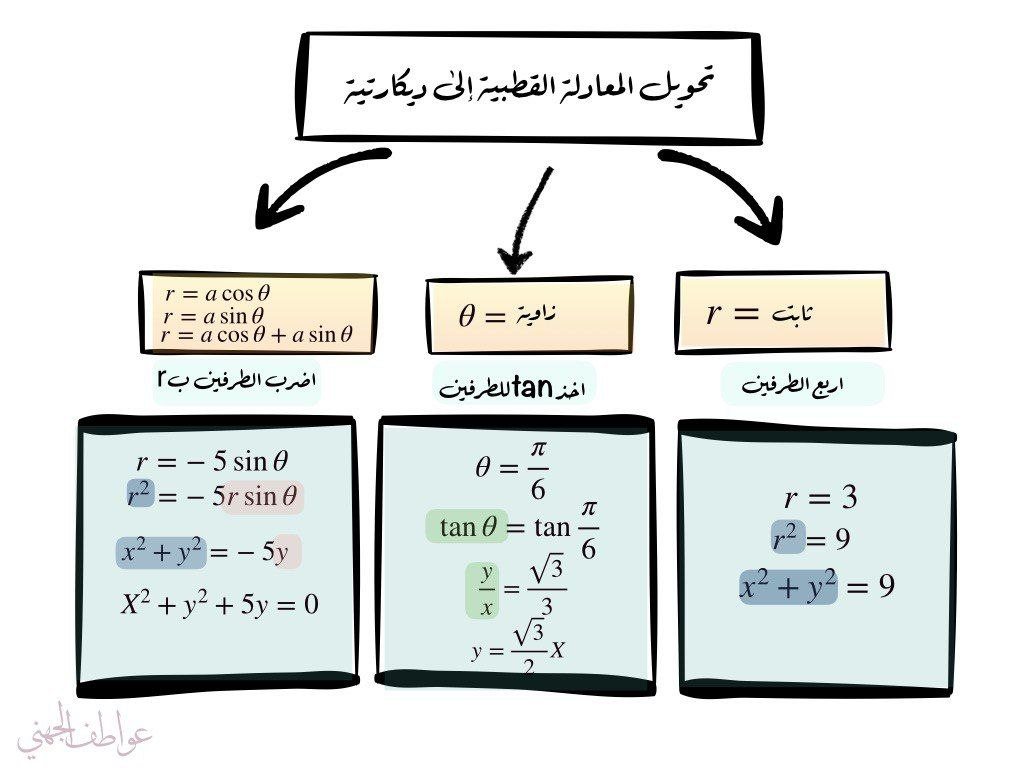 تحويل المعادلة القطبية إلى ديكارتية
r = ثابت
اربع الطرفين
r = 3
r² = 9
x² + y² = 9
θ = زاوية
اخذ tan للطرفين
θ = π/6
tan θ = tan π/6
y/x = √3/3
y = √3/2 X
r = a cos θ
r = a sin θ
r = a cos θ + a sin θ
اضرب الطرفين ب r
r = − 5 sin θ
r² = − 5r sin θ
x² + y² = − 5y
X² + y² + 5y = 0
عواطف الجهني